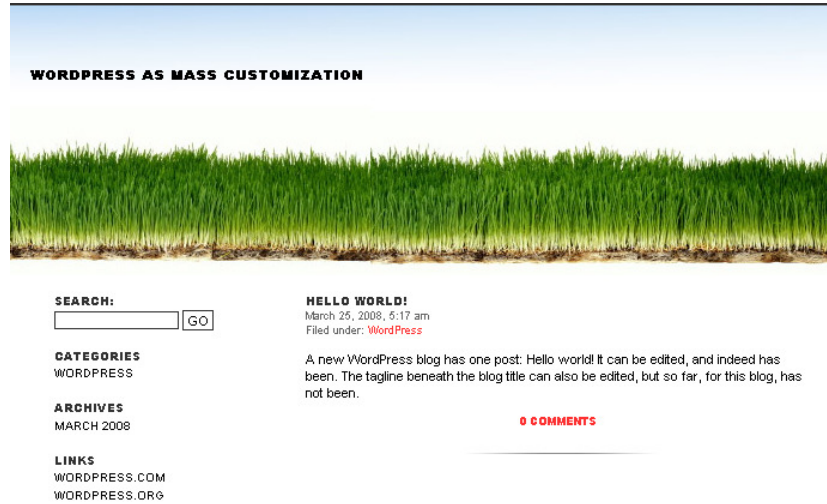 WORDPRESS AS MASS CUSTOMIZATION
SEARCH:
GO
CATEGORIES
WORDPRESS
ARCHIVES
MARCH 2008
LINKS
WORDPRESS.COM
WORDPRESS.ORG
HELLO WORLD!
March 25, 2008, 5:17 am
Filed under: WordPress
A new WordPress blog has one post: Hello world! It can be edited, and indeed has
been. The tagline beneath the blog title can also be edited, but so far, for this blog, has
not been.
0 COMMENTS